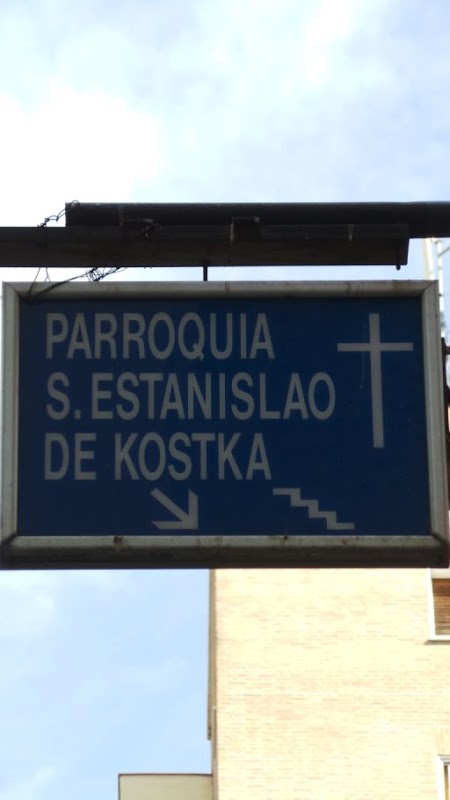 PARROQUIA
S. ESTANISLAO
DE KOSTKA